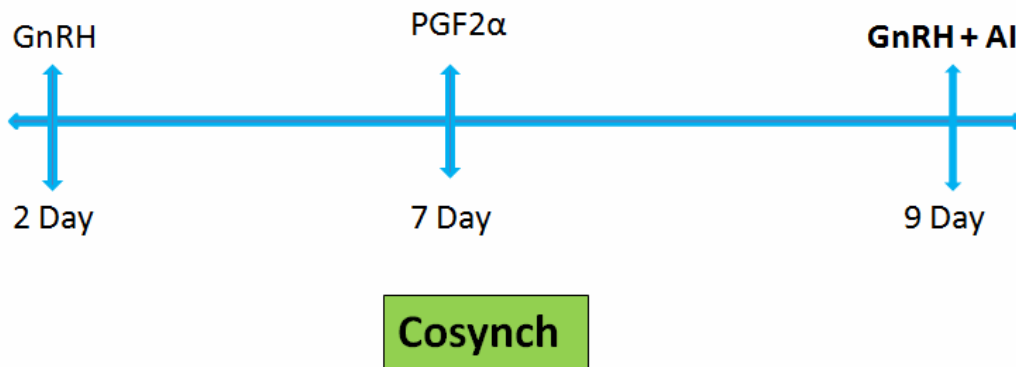 GnRH
PGF2α
GnRH + AI
2 Day
7 Day
9 Day
Cosynch